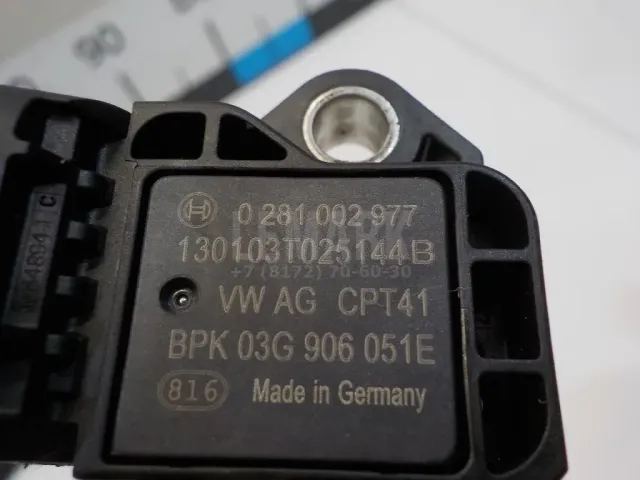 80 90
0 281 002 977
130103T025144B
+7 (8172) 70-60-30
VW AG CPT41
BPK 03G 906 051E
816 Made in Germany